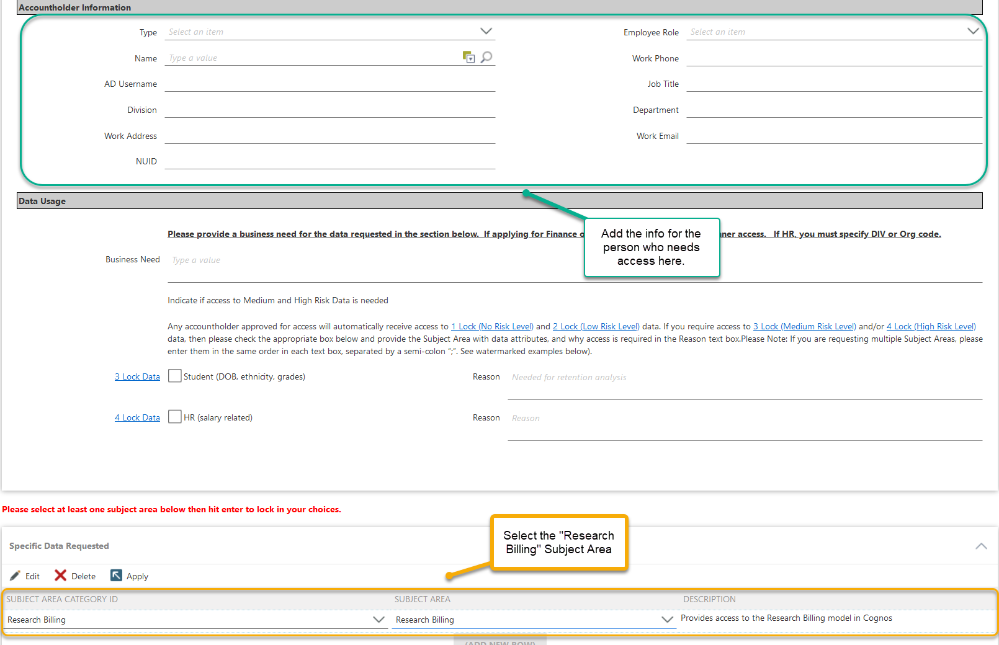 Accountholder Information
Type Select an item
Employee Role Select an item
Name Type a value
Work Phone
AD Username
Job Title
Division
Department
Work Address
Work Email
NUID
Data Usage
Please provide a business need for the data requested in the section below. If applying for Finance o ner access. If HR, you must specify DIV or Org code.
Add the info for the
person who needs
access here.
Business Need Type a value
Indicate if access to Medium and High Risk Data is needed
Any accountholder approved for access will automatically receive access to 1 Lock (No Risk Level) and 2 Lock (Low Risk Level) data. If you require access to 3 Lock (Medium Risk Level) and/or 4 Lock (High Risk Level)
data, then please check the appropriate box below and provide the Subject Area with data attributes, and why access is required in the Reason text box.Please Note: If you are requesting multiple Subject Areas, please
enter them in the same order in each text box, separated by a semi-colon “;”. See watermarked examples below).
3 Lock Data Student (DOB, ethnicity, grades) Reason Needed for retention analysis
4 Lock Data HR (salary related) Reason Reason
Please select at least one subject area below then hit enter to lock in your choices.
Select the "Research
Billing" Subject Area
Specific Data Requested
Edit Delete Apply
SUBJECT AREA CATEGORY ID SUBJECT AREA DESCRIPTION
Research Billing Research Billing Provides access to the Research Billing model in Cognos
(ADD NEW ROW)